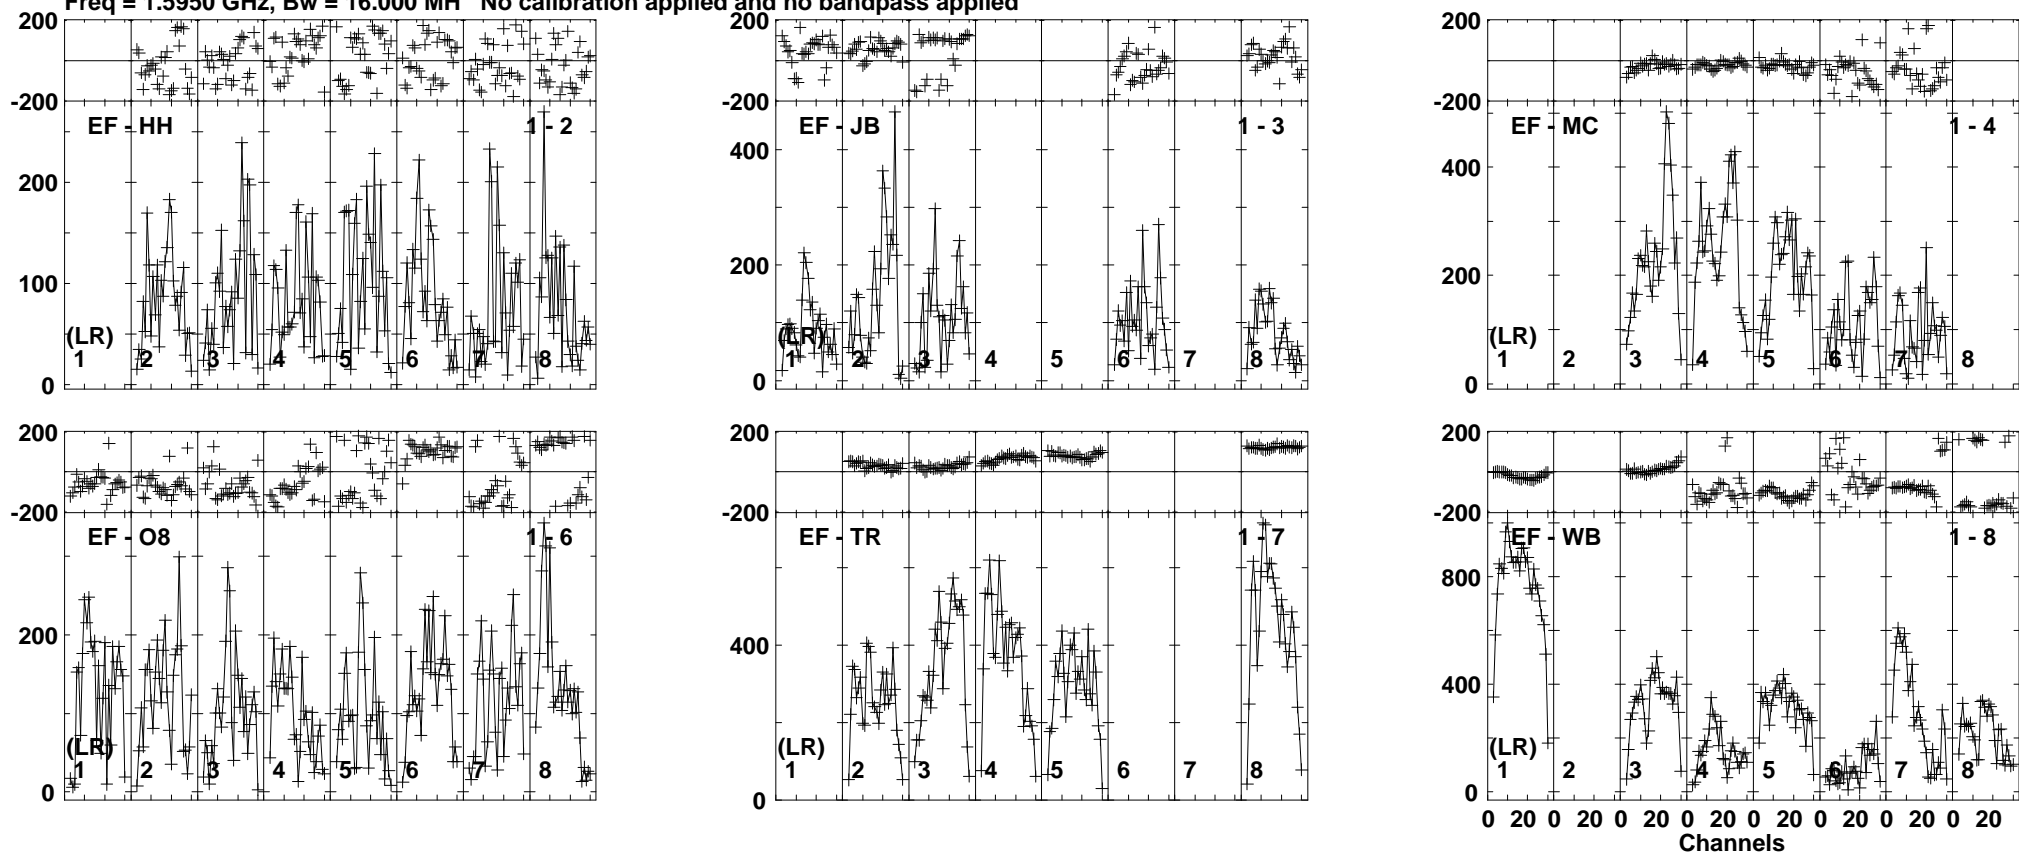 Freq = 1.5950 GHz, Bw = 16.000 MH No calibration applied and no bandpass applied
200
-200
EF - HH
1 - 2
200
100
0
(LR)
1 2 3 4 5 6 7 8
200
-200
EF - JB
1 - 3
400
200
0
(LR)
1 2 3 4 5 6 7 8
200
-200
EF - MC
1 - 4
400
200
0
(LR)
1 2 3 4 5 6 7 8
200
-200
EF - O8
1 - 6
200
0
(LR)
1 2 3 4 5 6 7 8
200
-200
EF - TR
1 - 7
400
0
(LR)
1 2 3 4 5 6 7 8
200
-200
EF - WB
1 - 8
800
400
0
(LR)
1 2 3 4 5 6 7 8
0 20 0 20 0 20 0 20 0 20 0 20 0 20 0 20
Channels